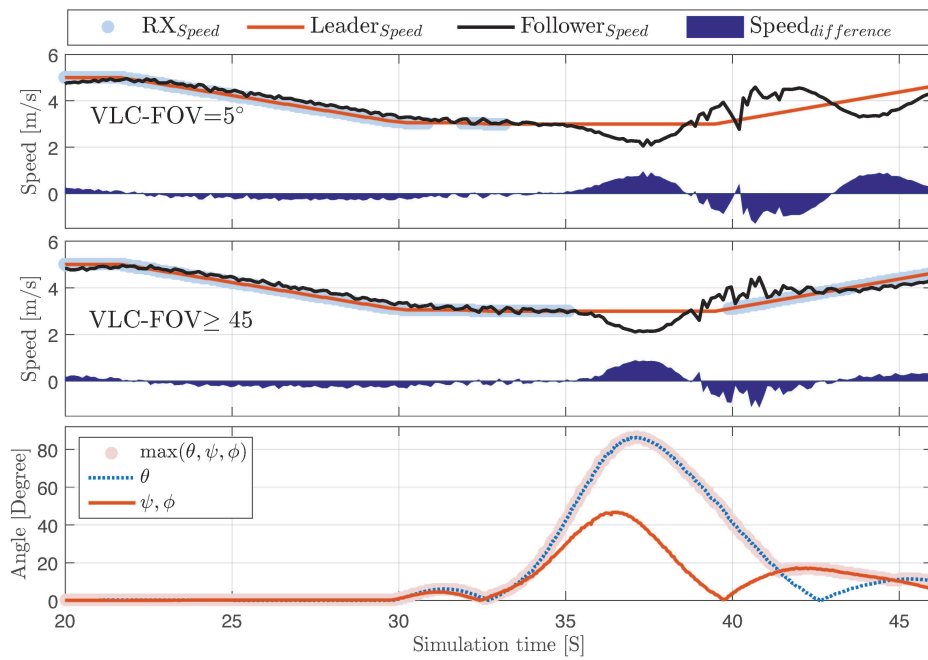 RX_Speed Leader_Speed Follower_Speed Speed_difference
6
4
2
0
Speed [m/s]
VLC-FOV=5°
6
4
2
0
Speed [m/s]
VLC-FOV≥ 45
80
60
40
20
0
Angle [Degree]
max(θ, ψ, φ)
θ
ψ, φ
20 25 30 35 40 45
Simulation time [S]